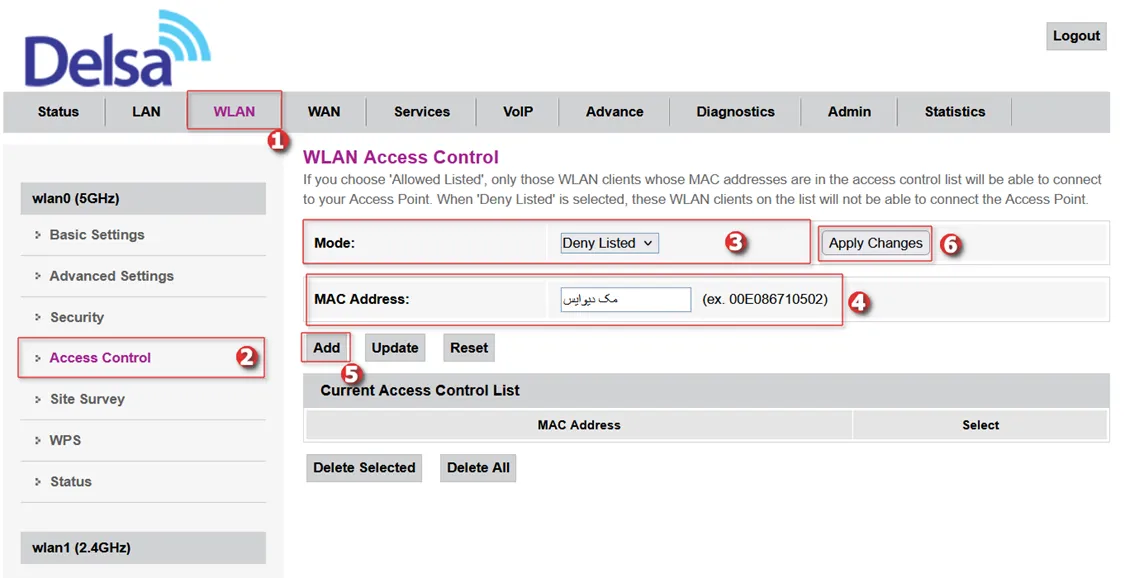 Delsa
Logout
Status LAN WLAN WAN Services VoIP Advance Diagnostics Admin Statistics
1
wlan0 (5GHz)
Basic Settings
Advanced Settings
Security
Access Control 2
Site Survey
WPS
Status
wlan1 (2.4GHz)
WLAN Access Control
If you choose 'Allowed Listed', only those WLAN clients whose MAC addresses are in the access control list will be able to connect
to your Access Point. When 'Deny Listed' is selected, these WLAN clients on the list will not be able to connect the Access Point.
Mode: Deny Listed 3 Apply Changes 6
MAC Address: مک دیوایس (ex. 00E086710502) 4
Add Update Reset
5
Current Access Control List
MAC Address Select
Delete Selected Delete All